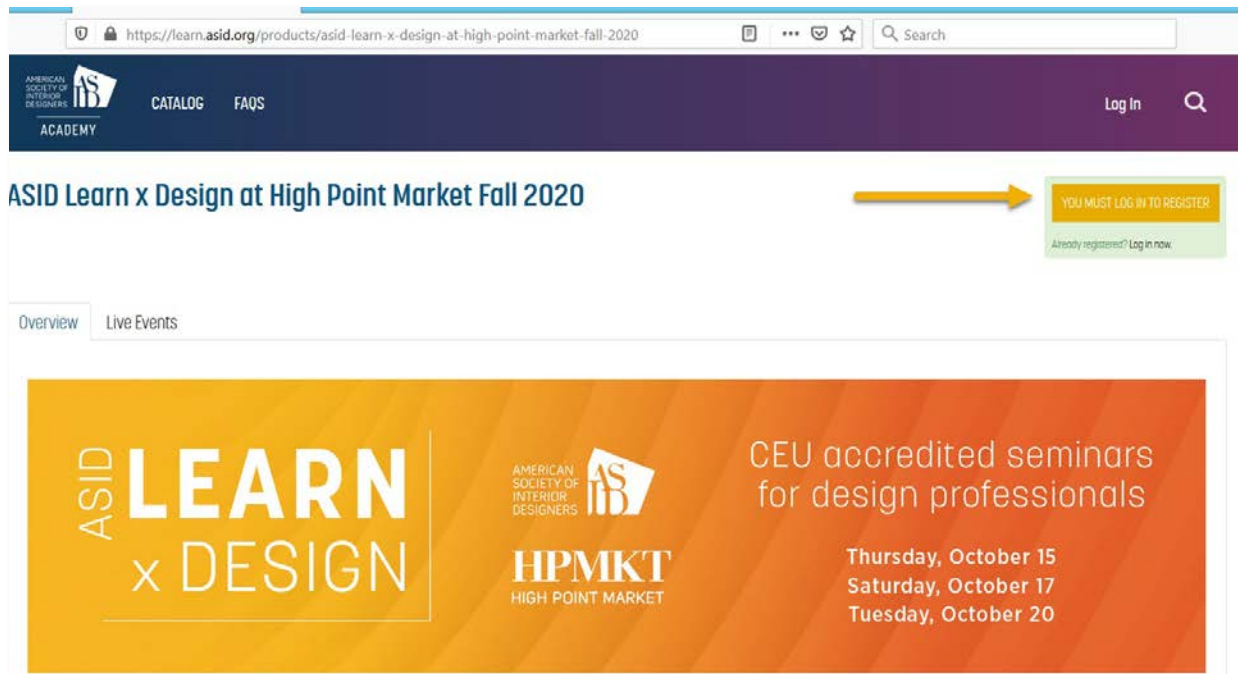 https://learn.asid.org/products/asid-learn-x-design-at-high-point-market-fall-2020
Search
AMERICAN
SOCIETY OF
INTERIOR
DESIGNERS
ASID
ACADEMY
CATALOG FAQS
Log In
ASID Learn x Design at High Point Market Fall 2020
YOU MUST LOG IN TO REGISTER
Already registered? Log in now.
Overview Live Events
ASID
LEARN
x DESIGN
AMERICAN
SOCIETY OF
INTERIOR
DESIGNERS
ASID
HPMKT
HIGH POINT MARKET
CEU accredited seminars
for design professionals
Thursday, October 15
Saturday, October 17
Tuesday, October 20